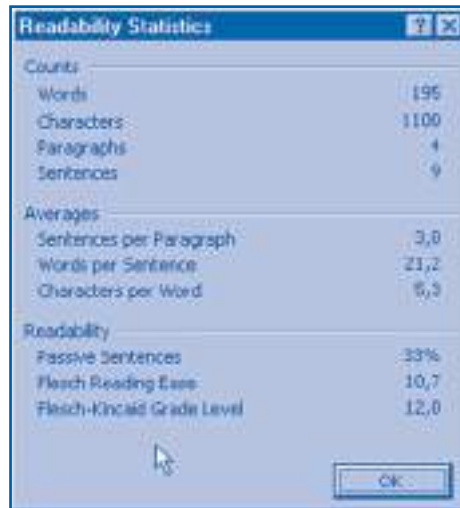 Readability Statistics
Counts
Words 195
Characters 1100
Paragraphs 4
Sentences 9
Averages
Sentences per Paragraph 3,0
Words per Sentence 21,2
Characters per Word 5,3
Readability
Passive Sentences 33%
Flesch Reading Ease 10,7
Flesch-Kincaid Grade Level 12,0
OK